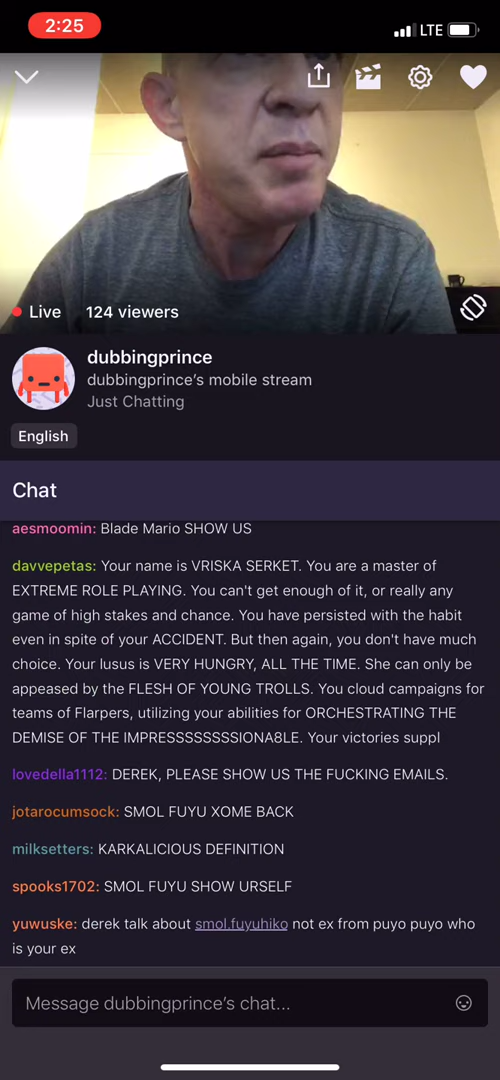 2:25
LTE
Live 124 viewers
dubbingprince
dubbingprince's mobile stream
Just Chatting
English
Chat
aesmoomin: Blade Mario SHOW US
davvepetas: Your name is VRISKA SERKET. You are a master of
EXTREME ROLE PLAYING. You can't get enough of it, or really any
game of high stakes and chance. You have persisted with the habit
even in spite of your ACCIDENT. But then again, you don't have much
choice. Your lusus is VERY HUNGRY, ALL THE TIME. She can only be
appeased by the FLESH OF YOUNG TROLLS. You cloud campaigns for
teams of Flarpers, utilizing your abilities for ORCHESTRATING THE
DEMISE OF THE IMPRESSSSSSSSIONA8LE. Your victories suppl
lovedella1112: DEREK, PLEASE SHOW US THE FUCKING EMAILS.
jotarocumsock: SMOL FUYU XOME BACK
milksetters: KARKALICIOUS DEFINITION
spooks1702: SMOL FUYU SHOW URSELF
yuwuske: derek talk about smol.fuyuhiko not ex from puyo puyo who
is your ex
Message dubbingprince's chat...